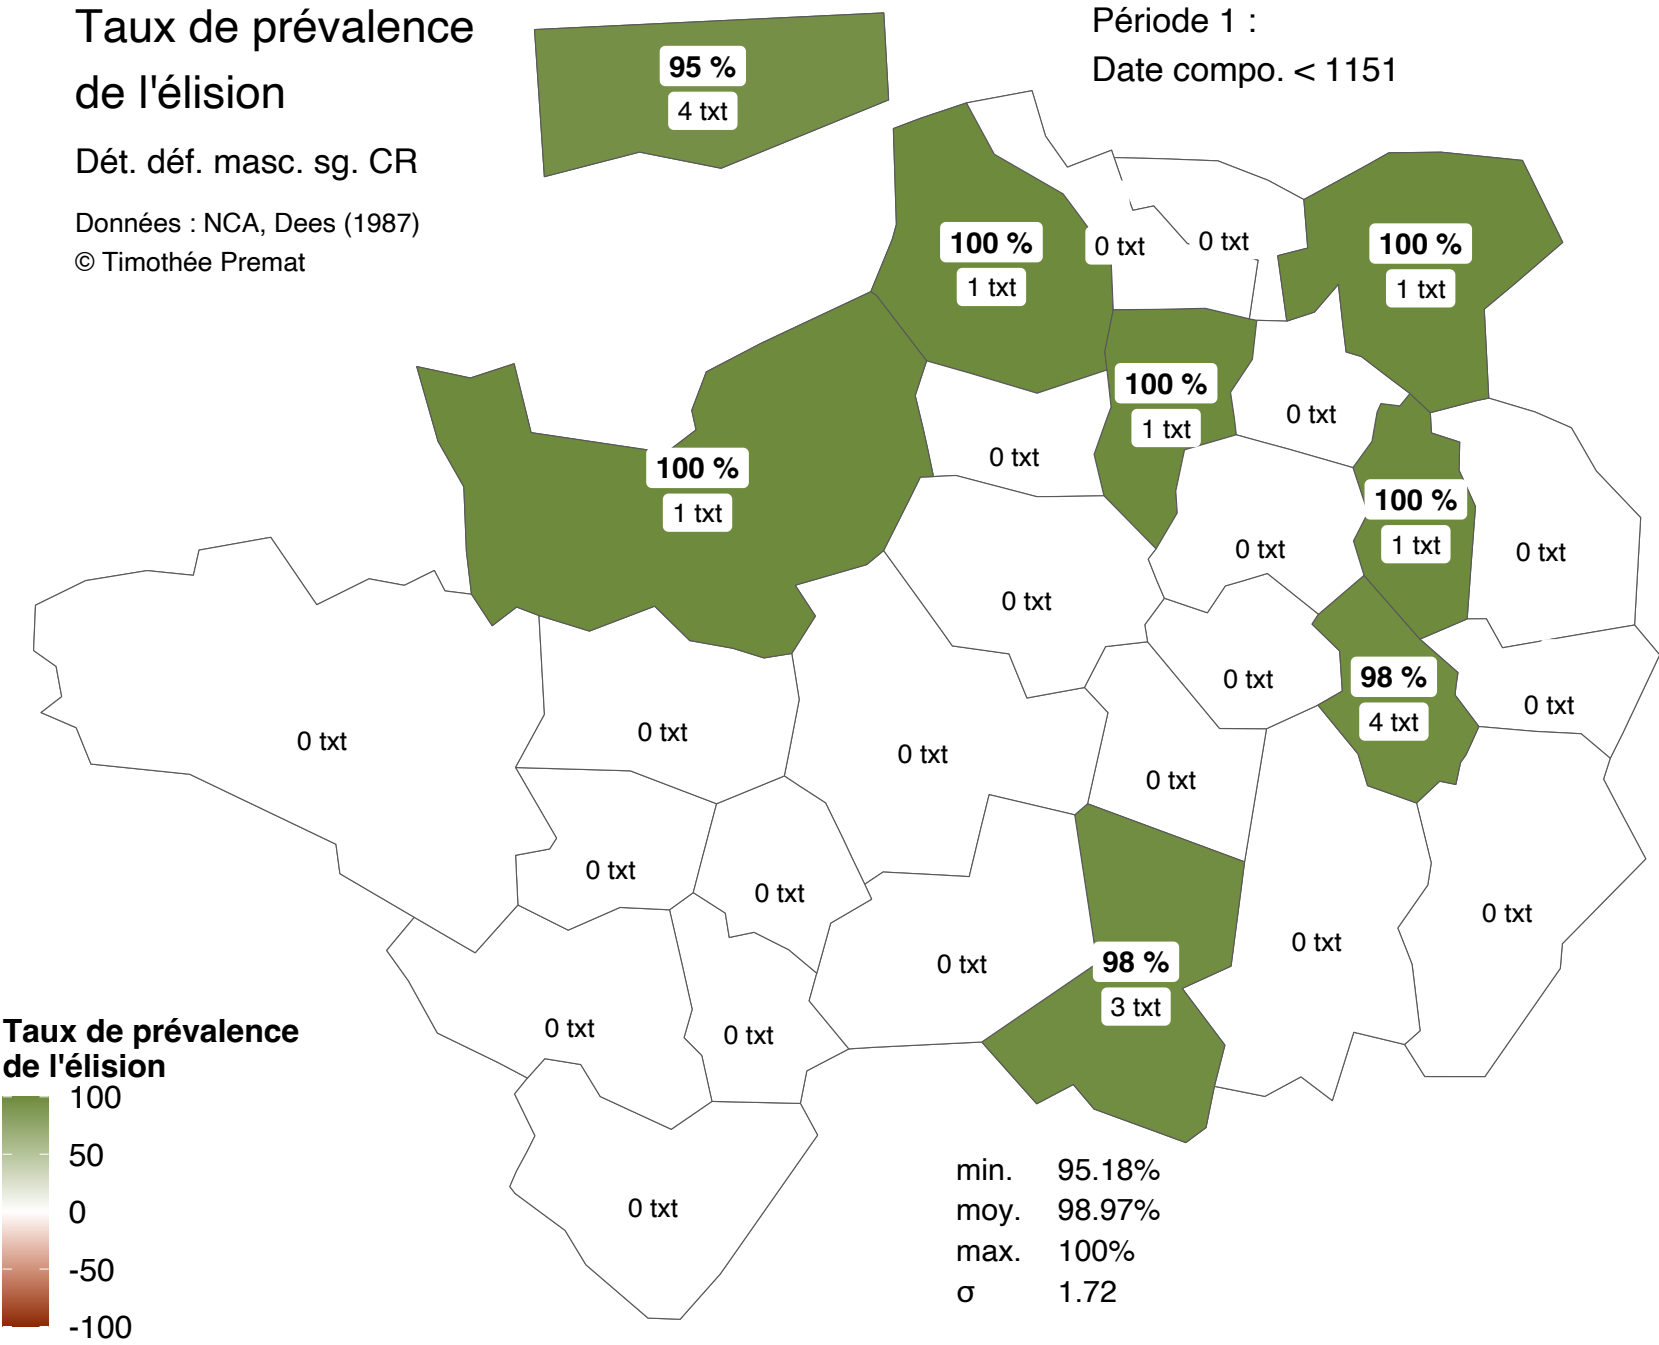 Taux de prévalence
de l'élision
Dét. déf. masc. sg. CR
Données : NCA, Dees (1987)
© Timothée Premat
Période 1 :
Date compo. < 1151
95 %
4 txt
100 %
1 txt
0 txt
0 txt
100 %
1 txt
100 %
1 txt
0 txt
0 txt
100 %
1 txt
100 %
1 txt
0 txt
0 txt
0 txt
0 txt
98 %
4 txt
0 txt
0 txt
0 txt
0 txt
0 txt
0 txt
0 txt
0 txt
0 txt
0 txt
0 txt
98 %
3 txt
0 txt
0 txt
0 txt
Taux de prévalence
de l'élision
100
50
0
-50
-100
min. 95.18%
moy. 98.97%
max. 100%
σ 1.72